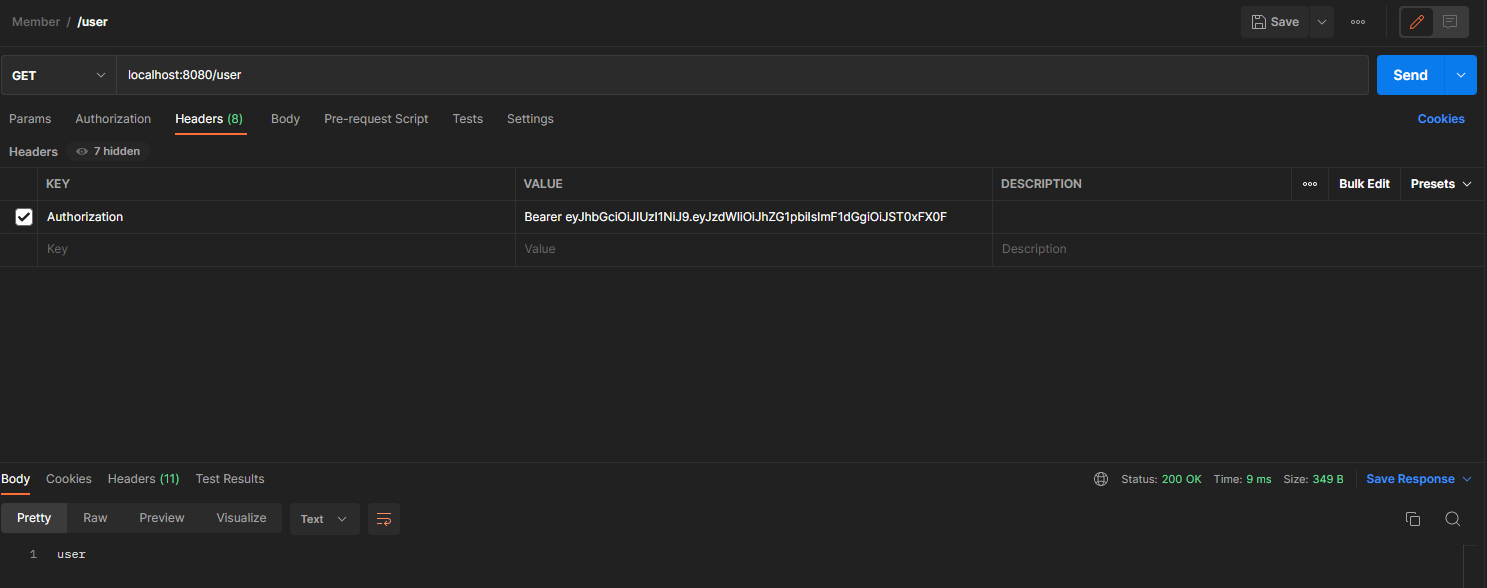 Member / /user
Save
GET
localhost:8080/user
Send
Params Authorization Headers (8) Body Pre-request Script Tests Settings Cookies
Headers 7 hidden
KEY VALUE DESCRIPTION Bulk Edit Presets
Authorization Bearer eyJhbGciOiJIUzI1NiJ9.eyJzdWIiOiJhZG1pbiIsImF1dGgiOiJST0xFX0F
Key Value Description
Body Cookies Headers (11) Test Results Status: 200 OK Time: 9 ms Size: 349 B Save Response
Pretty Raw Preview Visualize Text
1 user